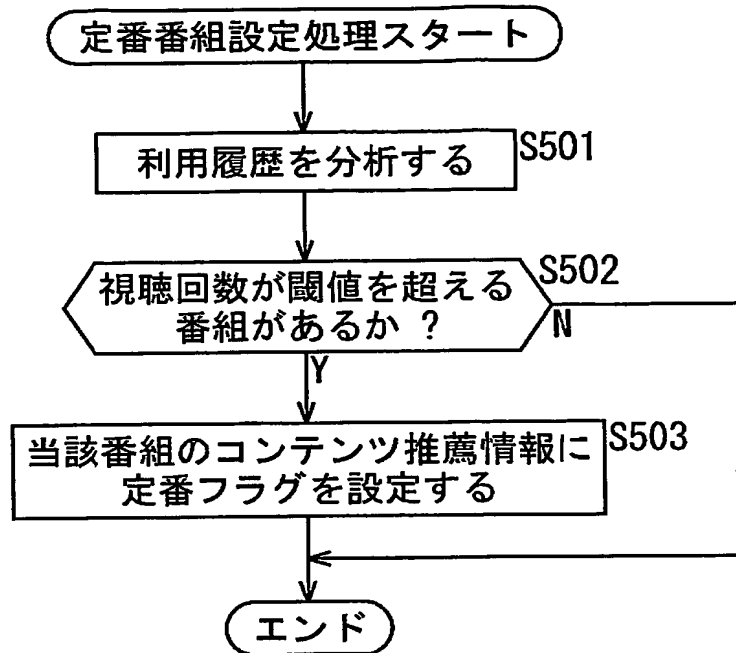 定番番組設定処理スタート
利用履歴を分析する
S501
視聴回数が閾値を超える
番組があるか ?
S502
N
Y
当該番組のコンテンツ推薦情報に
定番フラグを設定する
S503
エンド